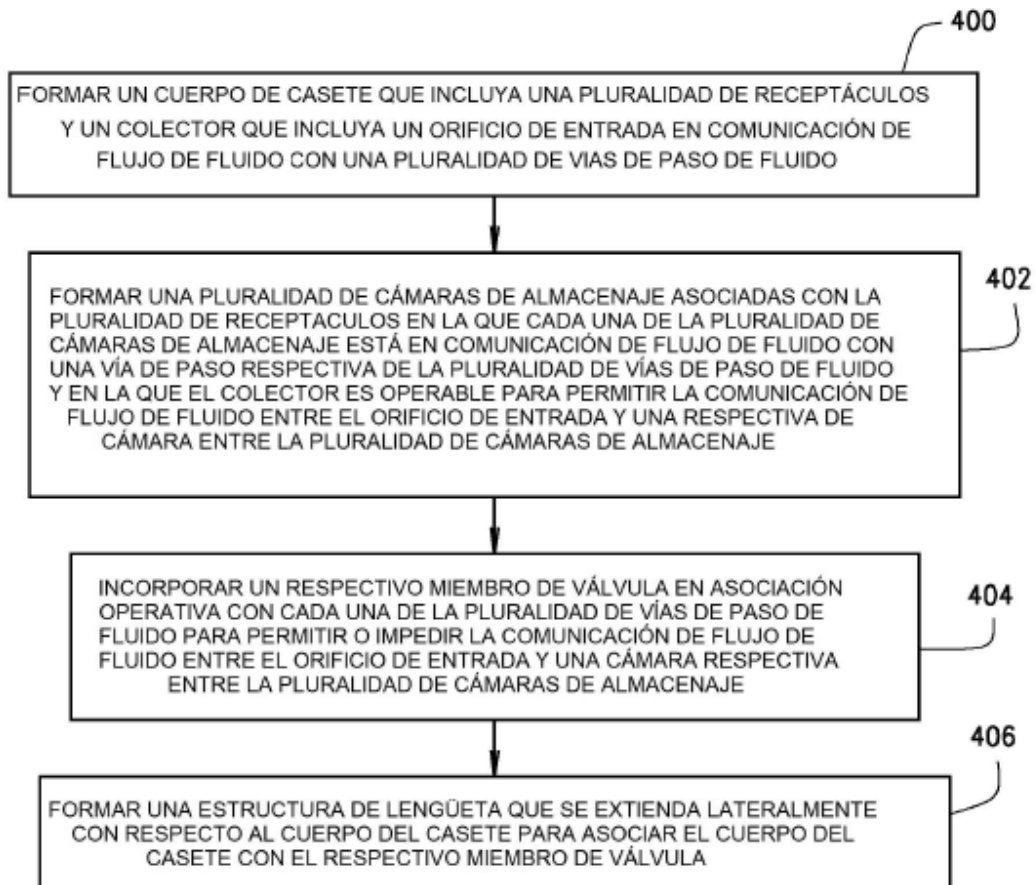 400
FORMAR UN CUERPO DE CASETE QUE INCLUYA UNA PLURALIDAD DE RECEPTÁCULOS
Y UN COLECTOR QUE INCLUYA UN ORIFICIO DE ENTRADA EN COMUNICACIÓN DE
FLUJO DE FLUIDO CON UNA PLURALIDAD DE VIAS DE PASO DE FLUIDO
402
FORMAR UNA PLURALIDAD DE CÁMARAS DE ALMACENAJE ASOCIADAS CON LA
PLURALIDAD DE RECEPTACULOS EN LA QUE CADA UNA DE LA PLURALIDAD DE
CÁMARAS DE ALMACENAJE ESTÁ EN COMUNICACIÓN DE FLUJO DE FLUIDO CON
UNA VÍA DE PASO RESPECTIVA DE LA PLURALIDAD DE VÍAS DE PASO DE FLUIDO
Y EN LA QUE EL COLECTOR ES OPERABLE PARA PERMITIR LA COMUNICACIÓN DE
FLUJO DE FLUIDO ENTRE EL ORIFICIO DE ENTRADA Y UNA RESPECTIVA DE
CÁMARA ENTRE LA PLURALIDAD DE CÁMARAS DE ALMACENAJE
404
INCORPORAR UN RESPECTIVO MIEMBRO DE VÁLVULA EN ASOCIACIÓN
OPERATIVA CON CADA UNA DE LA PLURALIDAD DE VÍAS DE PASO DE
FLUIDO PARA PERMITIR O IMPEDIR LA COMUNICACIÓN DE FLUJO DE
FLUIDO ENTRE EL ORIFICIO DE ENTRADA Y UNA CÁMARA RESPECTIVA
ENTRE LA PLURALIDAD DE CÁMARAS DE ALMACENAJE
406
FORMAR UNA ESTRUCTURA DE LENGÜETA QUE SE EXTIENDA LATERALMENTE
CON RESPECTO AL CUERPO DEL CASETE PARA ASOCIAR EL CUERPO DEL
CASETE CON EL RESPECTIVO MIEMBRO DE VÁLVULA